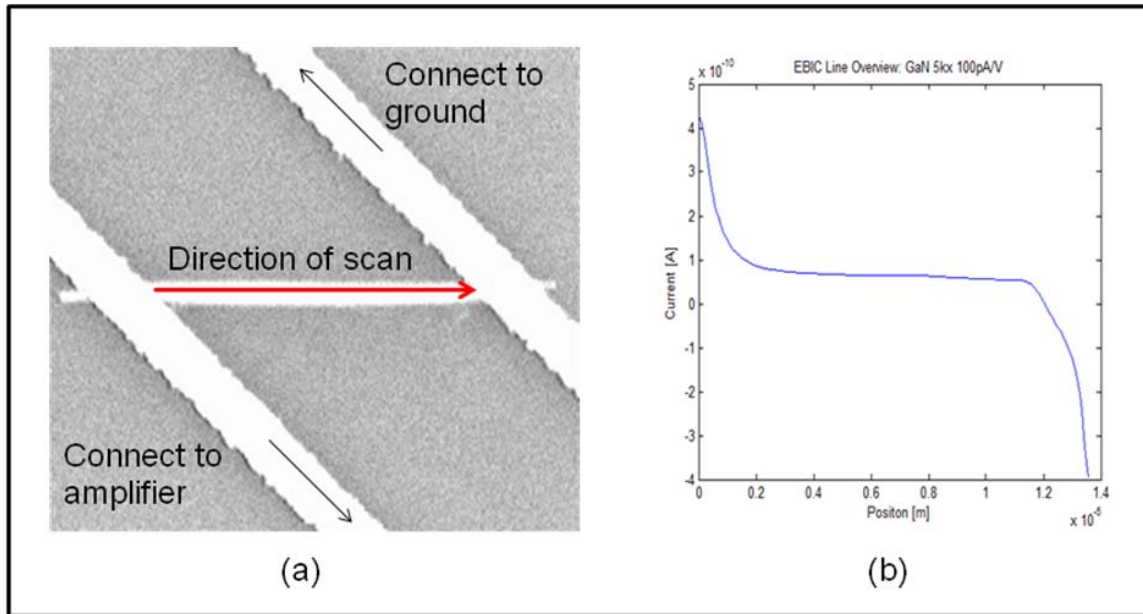 Connect to
ground
Direction of scan
Connect to
amplifier
(a)
EBIC Line Overview: GaN 5kx 100pA/V
x 10^-10
5
4
3
2
1
0
-1
-2
-3
-4
Current [A]
0
0.2
0.4
0.6
0.8
1
1.2
1.4
x 10^-5
Positon [m]
(b)